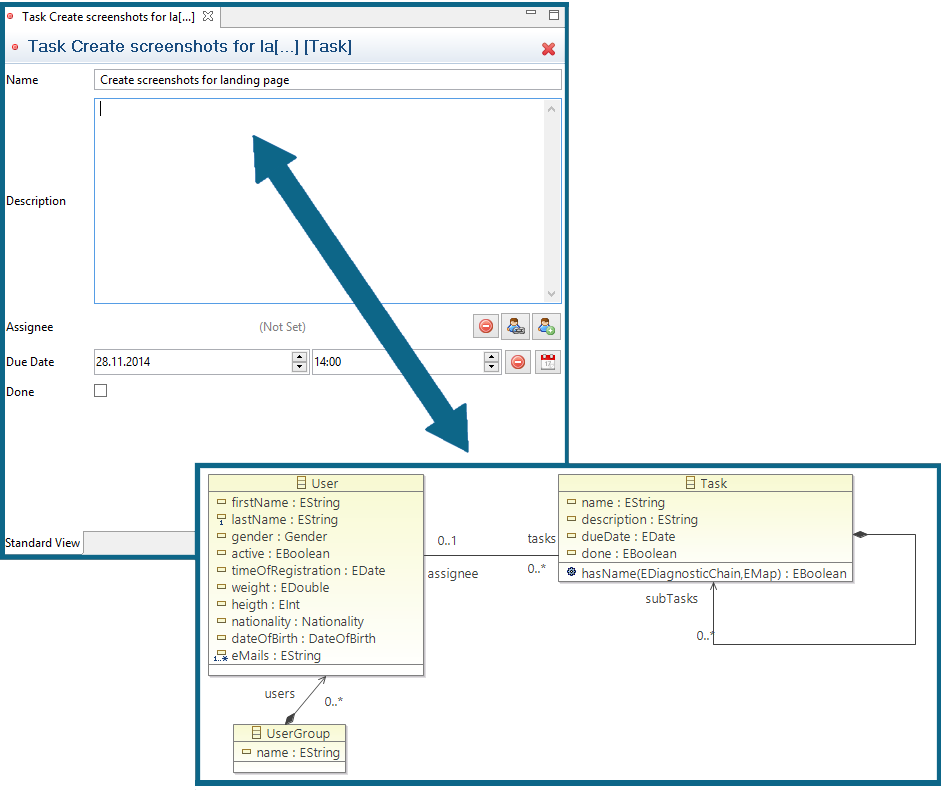 Task Create screenshots for la[...]
Task Create screenshots for la[...] [Task]
Name
Create screenshots for landing page
Description
Assignee
(Not Set)
Due Date
28.11.2014
14:00
Done
Standard View
User
firstName : EString
1
lastName : EString
gender : Gender
active : EBoolean
timeOfRegistration : EDate
weight : EDouble
heigth : EInt
nationality : Nationality
dateOfBirth : DateOfBirth
1..*
eMails : EString
0..1
assignee
tasks
0..*
Task
name : EString
description : EString
dueDate : EDate
done : EBoolean
hasName(EDiagnosticChain,EMap) : EBoolean
subTasks
0..*
users
0..*
UserGroup
name : EString